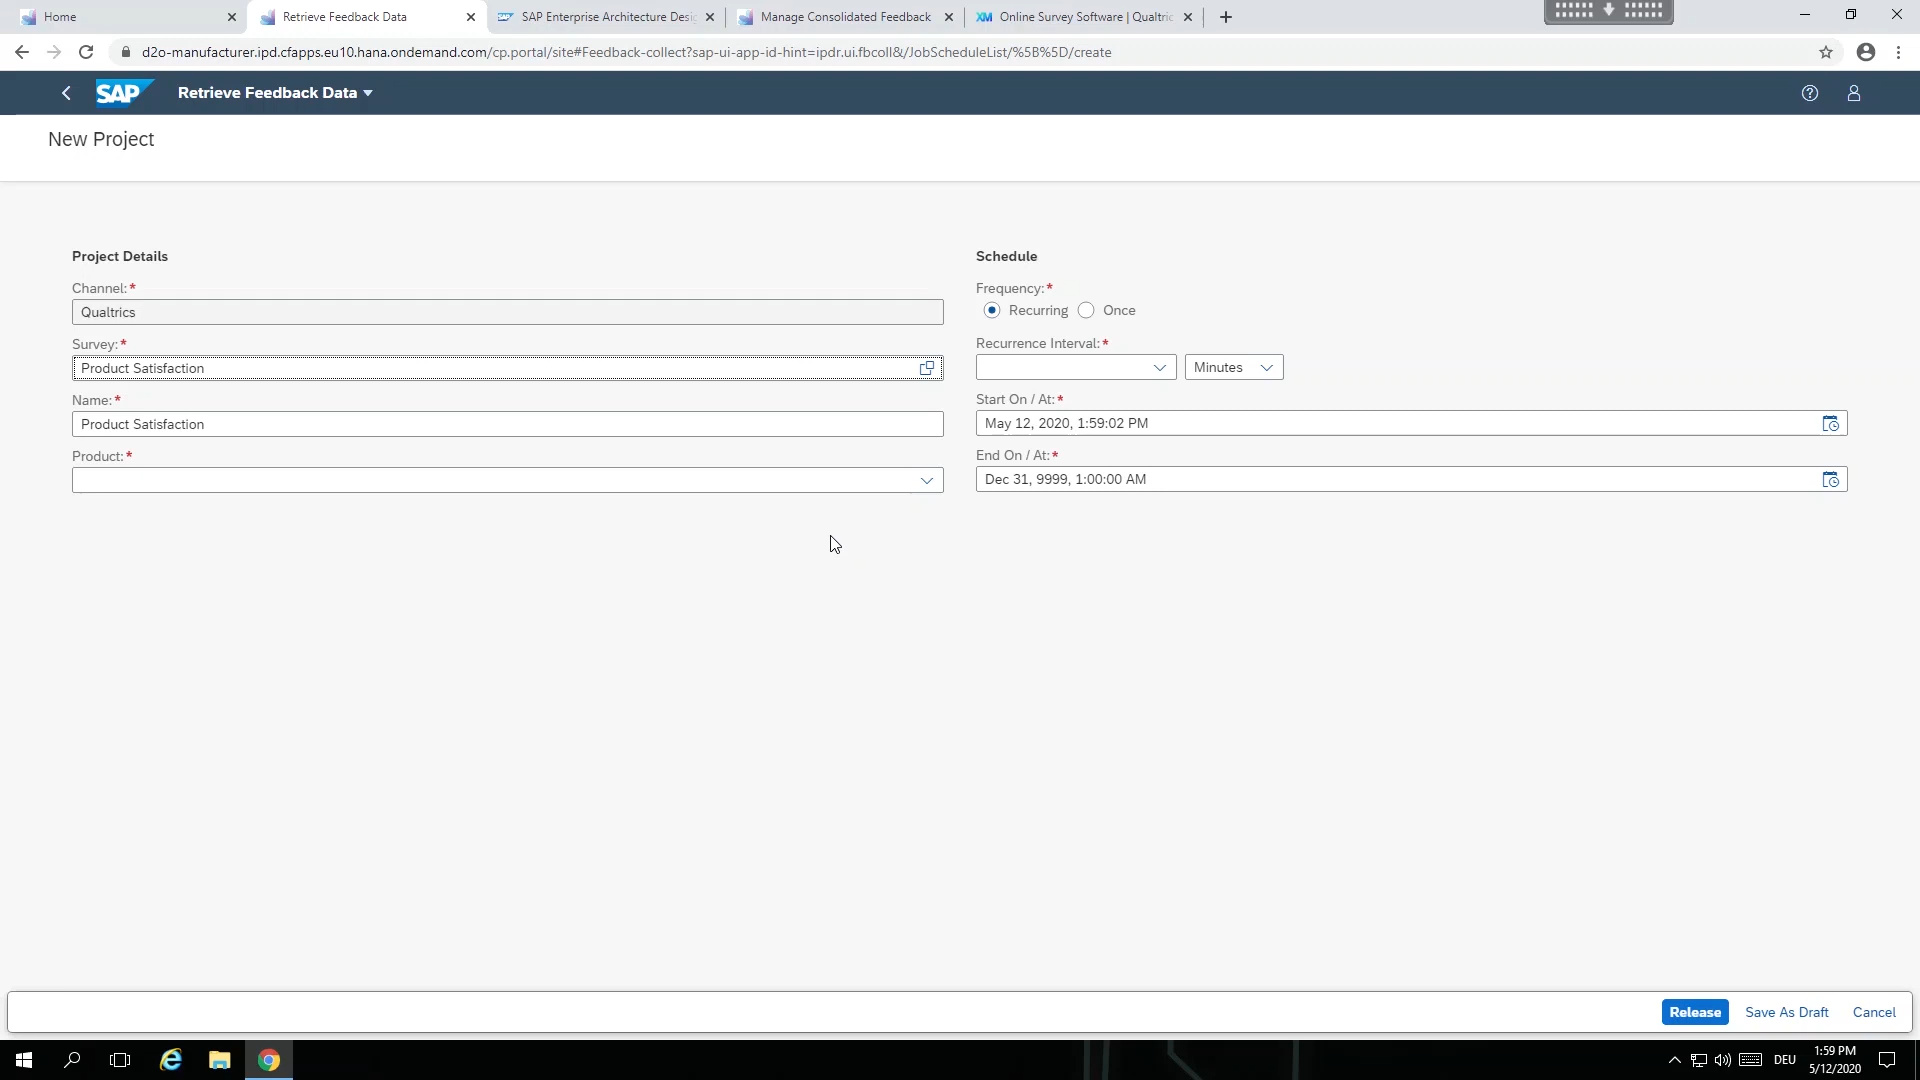 Home
Retrieve Feedback Data
SAP Enterprise Architecture Desi
Manage Consolidated Feedback
XM Online Survey Software | Qualtric
d2o-manufacturer.ipd.cfapps.eu10.hana.ondemand.com/cp.portal/site#Feedback-collect?sap-ui-app-id-hint=ipdr.ui.fbcoll&/JobScheduleList/%5B%5D/create
SAP Retrieve Feedback Data
New Project
Project Details
Channel:*
Qualtrics
Survey:*
Product Satisfaction
Name:*
Product Satisfaction
Product:*
Schedule
Frequency:*
Recurring Once
Recurrence Interval:*
Minutes
Start On / At:*
May 12, 2020, 1:59:02 PM
End On / At:*
Dec 31, 9999, 1:00:00 AM
Release Save As Draft Cancel
DEU
1:59 PM
5/12/2020